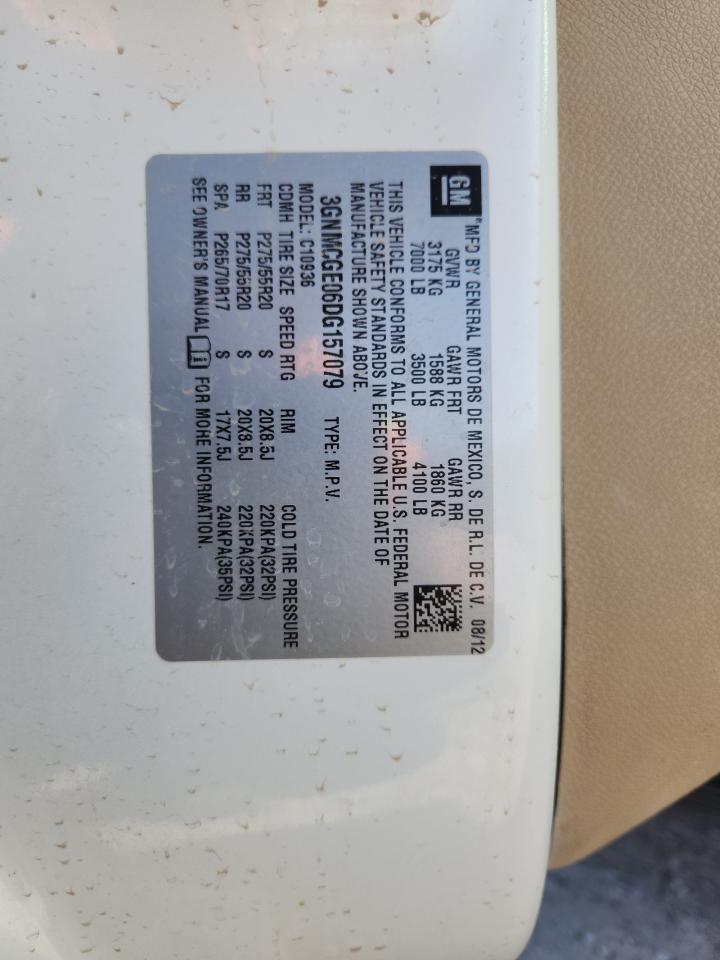 GM MFD BY GENERAL MOTORS DE MEXICO, S. DE R.L. DE C.V. 08/12
GVWR GAWR FRT GAWR RR
3175 KG 1588 KG 1860 KG
7000 LB 3500 LB 4100 LB
THIS VEHICLE CONFORMS TO ALL APPLICABLE U.S. FEDERAL MOTOR
VEHICLE SAFETY STANDARDS IN EFFECT ON THE DATE OF
MANUFACTURE SHOWN ABOVE.
3GNMCGE06DG157079 TYPE: M.P.V.
MODEL: C10936
CDMH TIRE SIZE SPEED RTG RIM COLD TIRE PRESSURE
FRT P275/55R20 S 20X8.5J 220KPA(32PSI)
RR P275/55R20 S 20X8.5J 220KPA(32PSI)
SPA P265/70R17 S 17X7.5J 240KPA(35PSI)
SEE OWNER'S MANUAL FOR MORE INFORMATION.